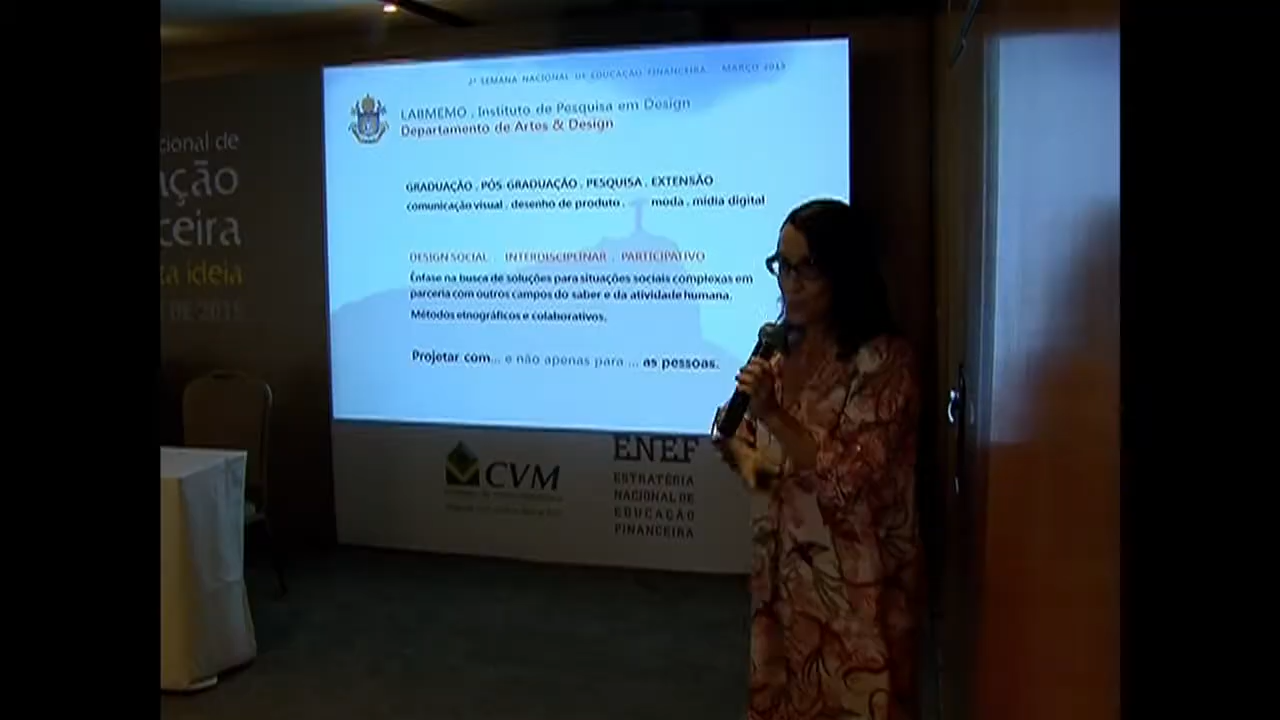 2ª SEMANA NACIONAL DE EDUCAÇÃO FINANCEIRA . MARÇO 2015
LABMEMO . Instituto de Pesquisa em Design
Departamento de Artes & Design
GRADUAÇÃO . PÓS GRADUAÇÃO . PESQUISA . EXTENSÃO
comunicação visual . desenho de produto . moda . mídia digital
DESIGN SOCIAL . INTERDISCIPLINAR . PARTICIPATIVO
Ênfase na busca de soluções para situações sociais complexas em
parceria com outros campos do saber e da atividade humana.
Métodos etnográficos e colaborativos.
Projetar com... e não apenas para ... as pessoas.
cional de
ação
ceira
ta ideia
DE 2015
CVM
ENEF
ESTRATÉGIA
NACIONAL DE
EDUCAÇÃO
FINANCEIRA